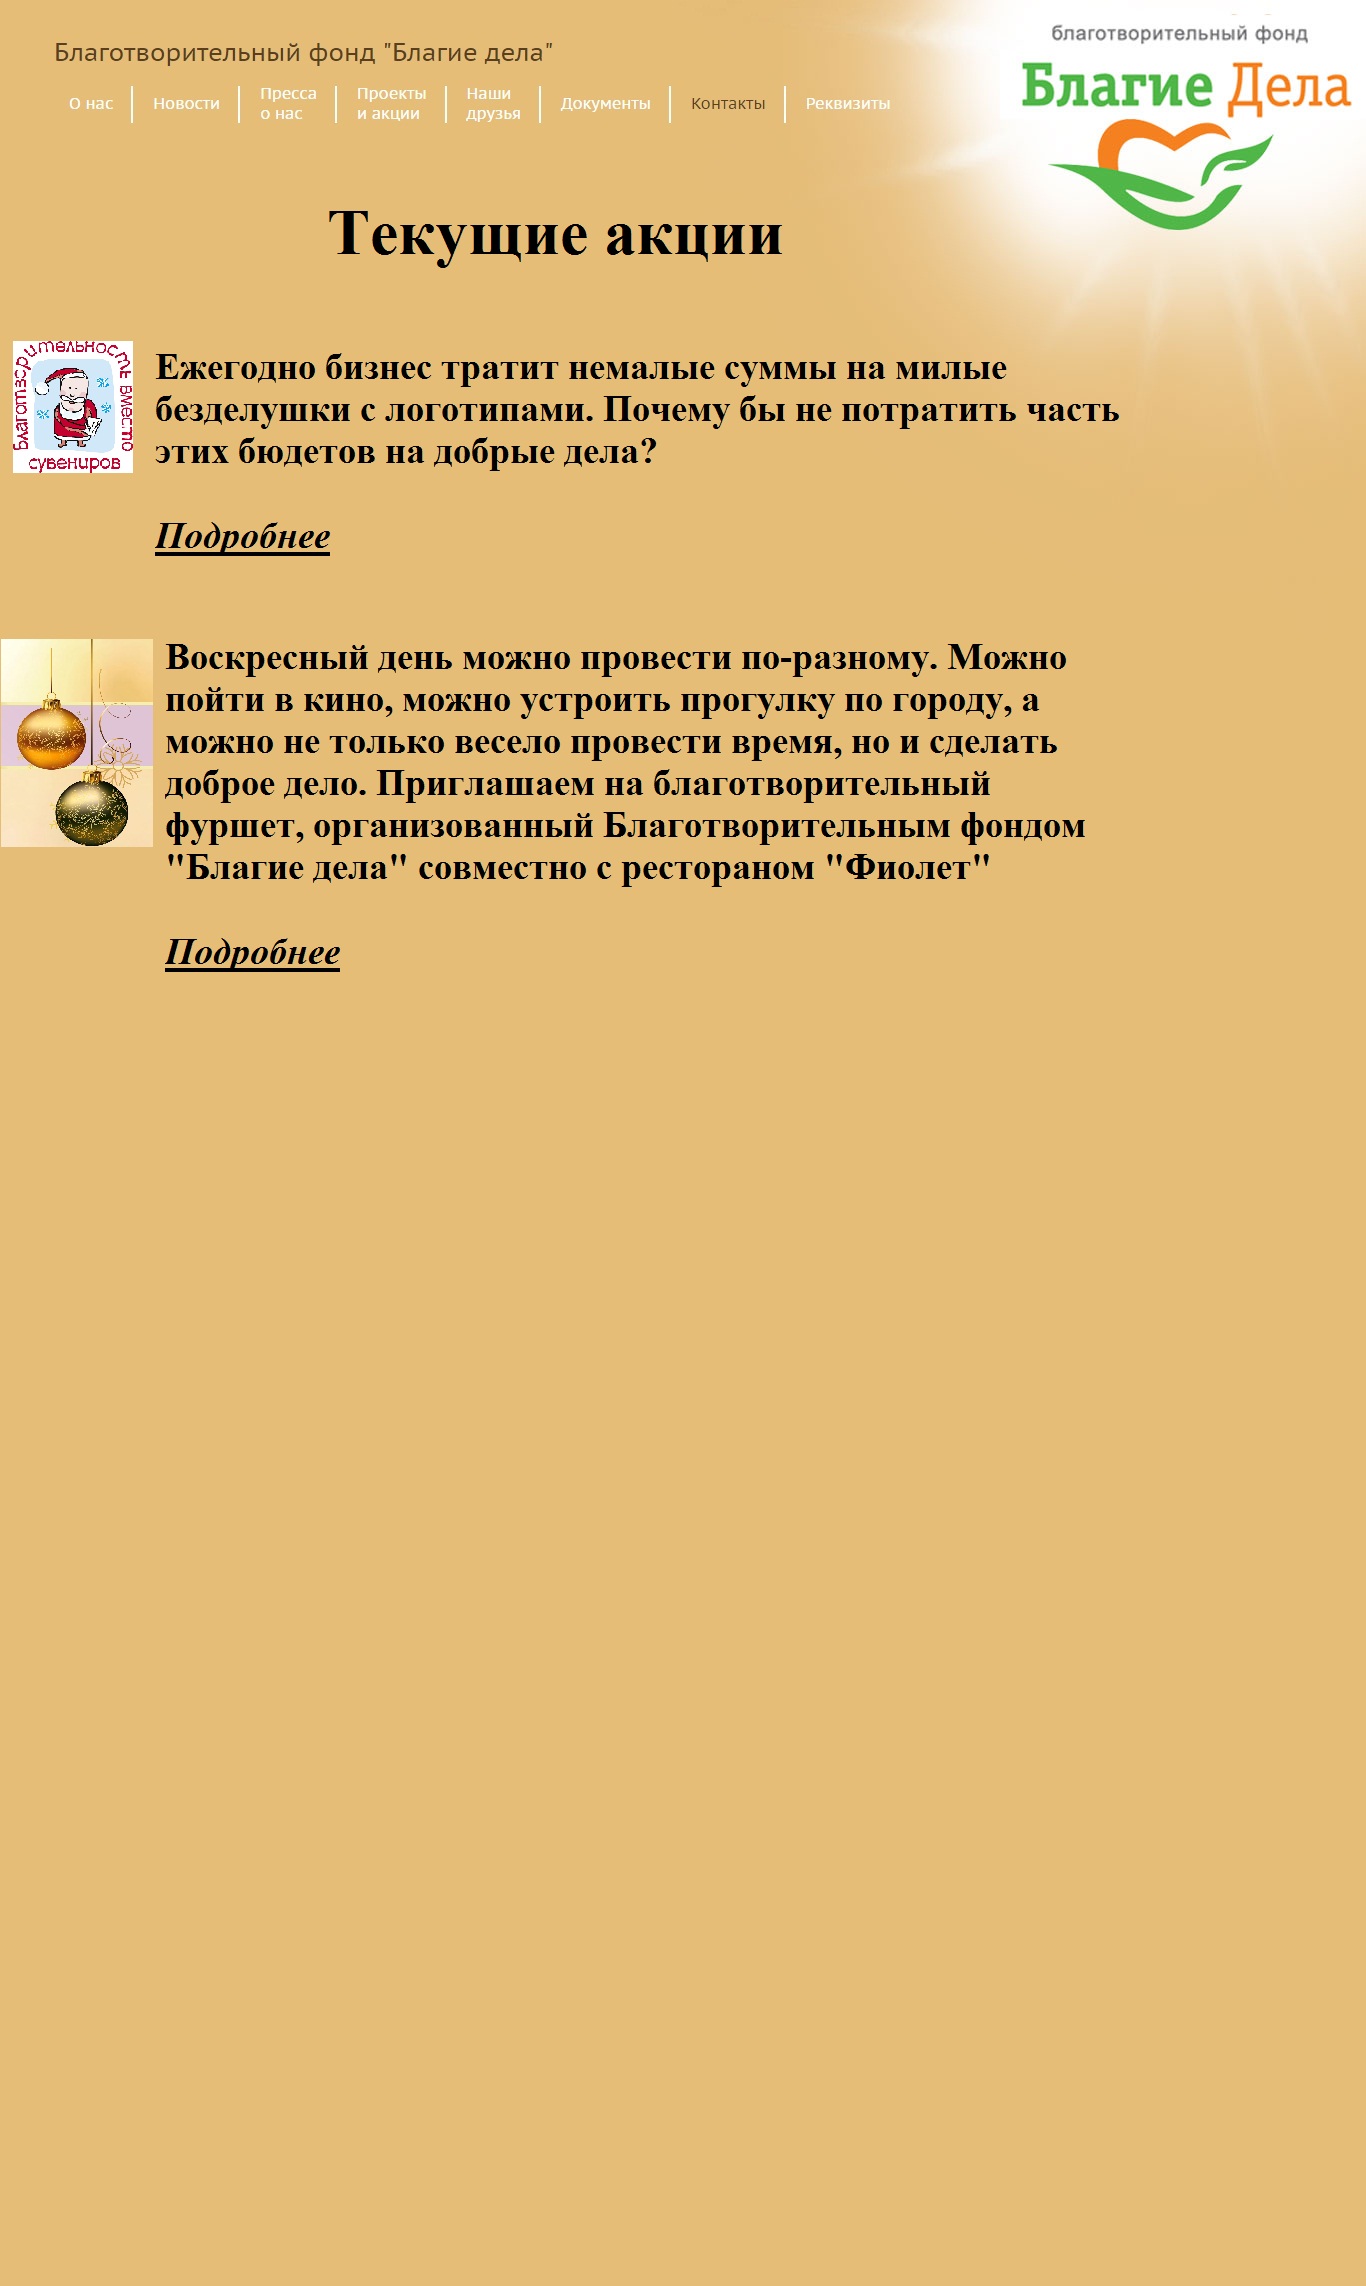 Благотворительный фонд "Благие дела"
благотворительный фонд
Благие Дела
О нас
Новости
Пресса
о нас
Проекты
и акции
Наши
друзья
Документы
Контакты
Реквизиты
Текущие акции
благотворительность вместо
сувениров
Ежегодно бизнес тратит немалые суммы на милые
безделушки с логотипами. Почему бы не потратить часть
этих бюдетов на добрые дела?
Подробнее
Воскресный день можно провести по-разному. Можно
пойти в кино, можно устроить прогулку по городу, а
можно не только весело провести время, но и сделать
доброе дело. Приглашаем на благотворительный
фуршет, организованный Благотворительным фондом
"Благие дела" совместно с рестораном "Фиолет"
Подробнее